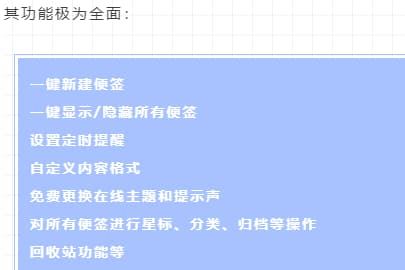 其功能极为全面：
一键新建便签
一键显示/隐藏所有便签
设置定时提醒
自定义内容格式
免费更换在线主题和提示声
对所有便签进行星标、分类、归档等操作
回收站功能等